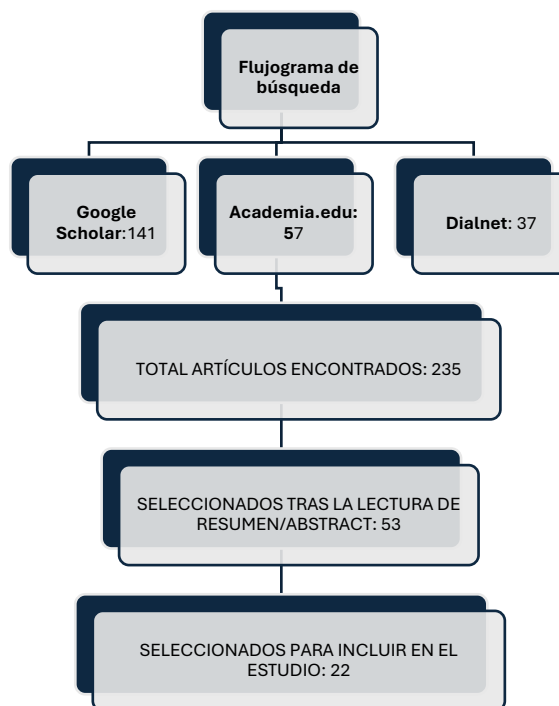 Flujograma de
búsqueda
Google
Scholar:141
Academia.edu:
57
Dialnet: 37
TOTAL ARTÍCULOS ENCONTRADOS: 235
SELECCIONADOS TRAS LA LECTURA DE
RESUMEN/ABSTRACT: 53
SELECCIONADOS PARA INCLUIR EN EL
ESTUDIO: 22